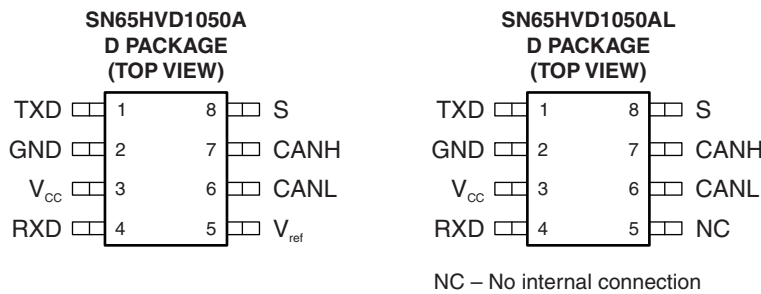 SN65HVD1050A
D PACKAGE
(TOP VIEW)
TXD 1 8 S
GND 2 7 CANH
VCC 3 6 CANL
RXD 4 5 Vref
SN65HVD1050AL
D PACKAGE
(TOP VIEW)
TXD 1 8 S
GND 2 7 CANH
VCC 3 6 CANL
RXD 4 5 NC
NC – No internal connection